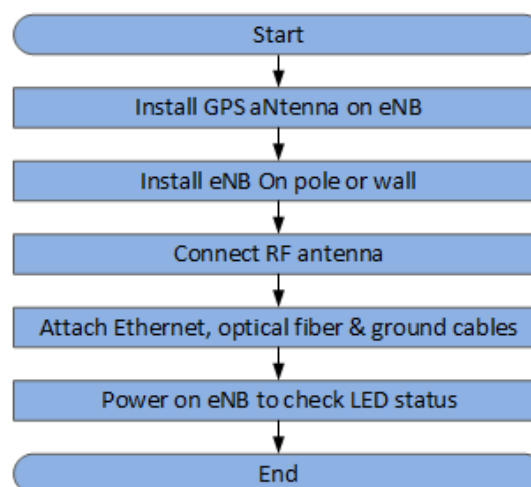 Start
Install GPS aNtenna on eNB
Install eNB On pole or wall
Connect RF antenna
Attach Ethernet, optical fiber & ground cables
Power on eNB to check LED status
End